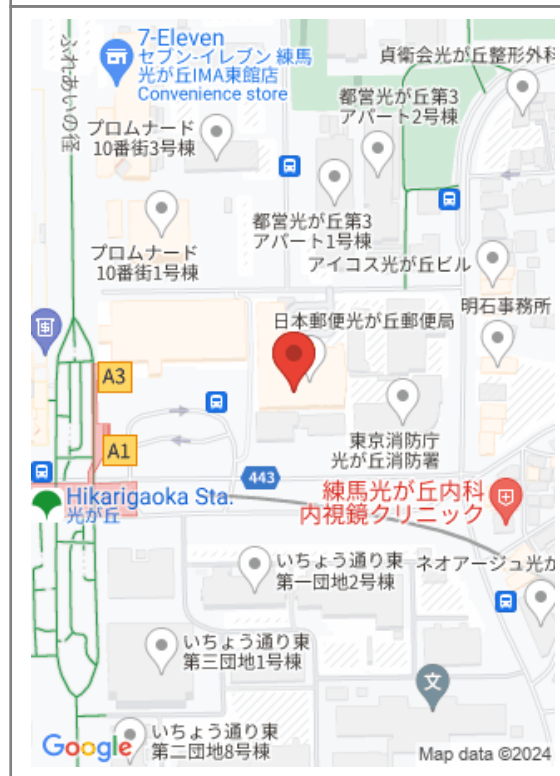 7-Eleven
セブン-イレブン 練馬
光が丘IMA東館店
Convenience store
貞衛会光が丘整形外科
ふれあいの径
都営光が丘第3
アパート2号棟
プロムナード
10番街3号棟
都営光が丘第3
アパート1号棟
プロムナード
10番街1号棟
アイコス光が丘ビル
明石事務所
日本郵便光が丘郵便局
A3
東京消防庁
光が丘消防署
A1
443
Hikarigaoka Sta.
光が丘
練馬光が丘内科
内視鏡クリニック
いちょう通り東
第一団地2号棟
ネオアージュ光が
いちょう通り東
第三団地1号棟
文
いちょう通り東
第二団地8号棟
Google
Map data ©2024